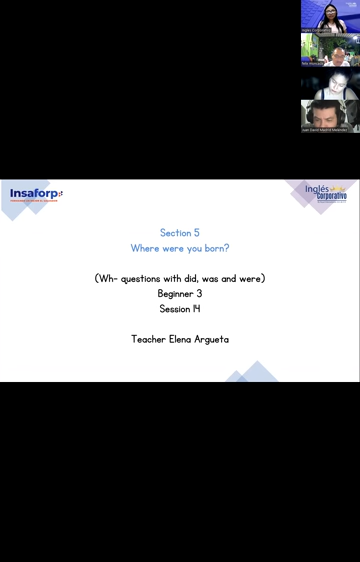 Insaforp
Inglés
Corporativo
Section 5
Where were you born?
(Wh- questions with did, was and were)
Beginner 3
Session 14
Teacher Elena Argueta